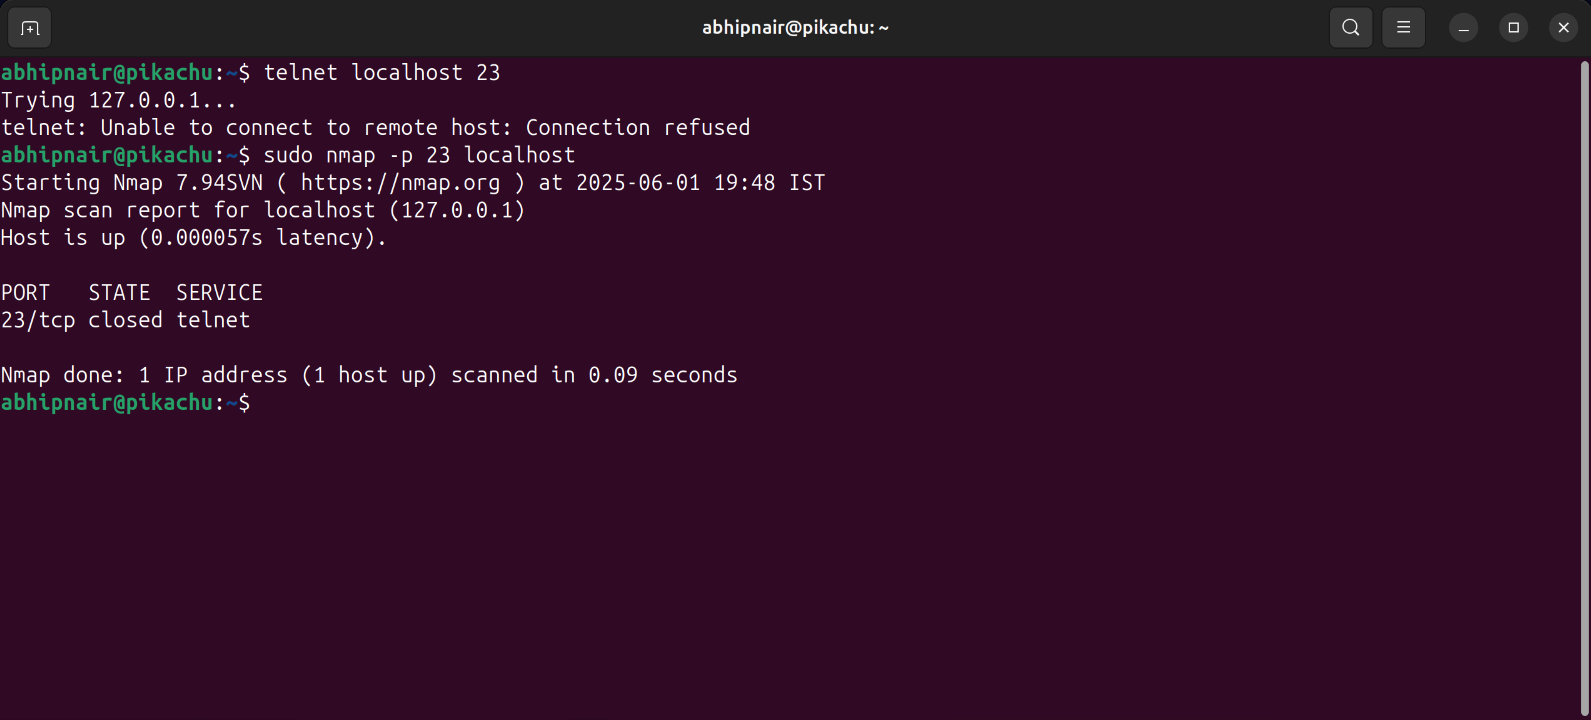 abhipnair@pikachu: ~
abhipnair@pikachu:~$ telnet localhost 23
Trying 127.0.0.1...
telnet: Unable to connect to remote host: Connection refused
abhipnair@pikachu:~$ sudo nmap -p 23 localhost
Starting Nmap 7.94SVN ( https://nmap.org ) at 2025-06-01 19:48 IST
Nmap scan report for localhost (127.0.0.1)
Host is up (0.000057s latency).
PORT   STATE  SERVICE
23/tcp closed telnet
Nmap done: 1 IP address (1 host up) scanned in 0.09 seconds
abhipnair@pikachu:~$